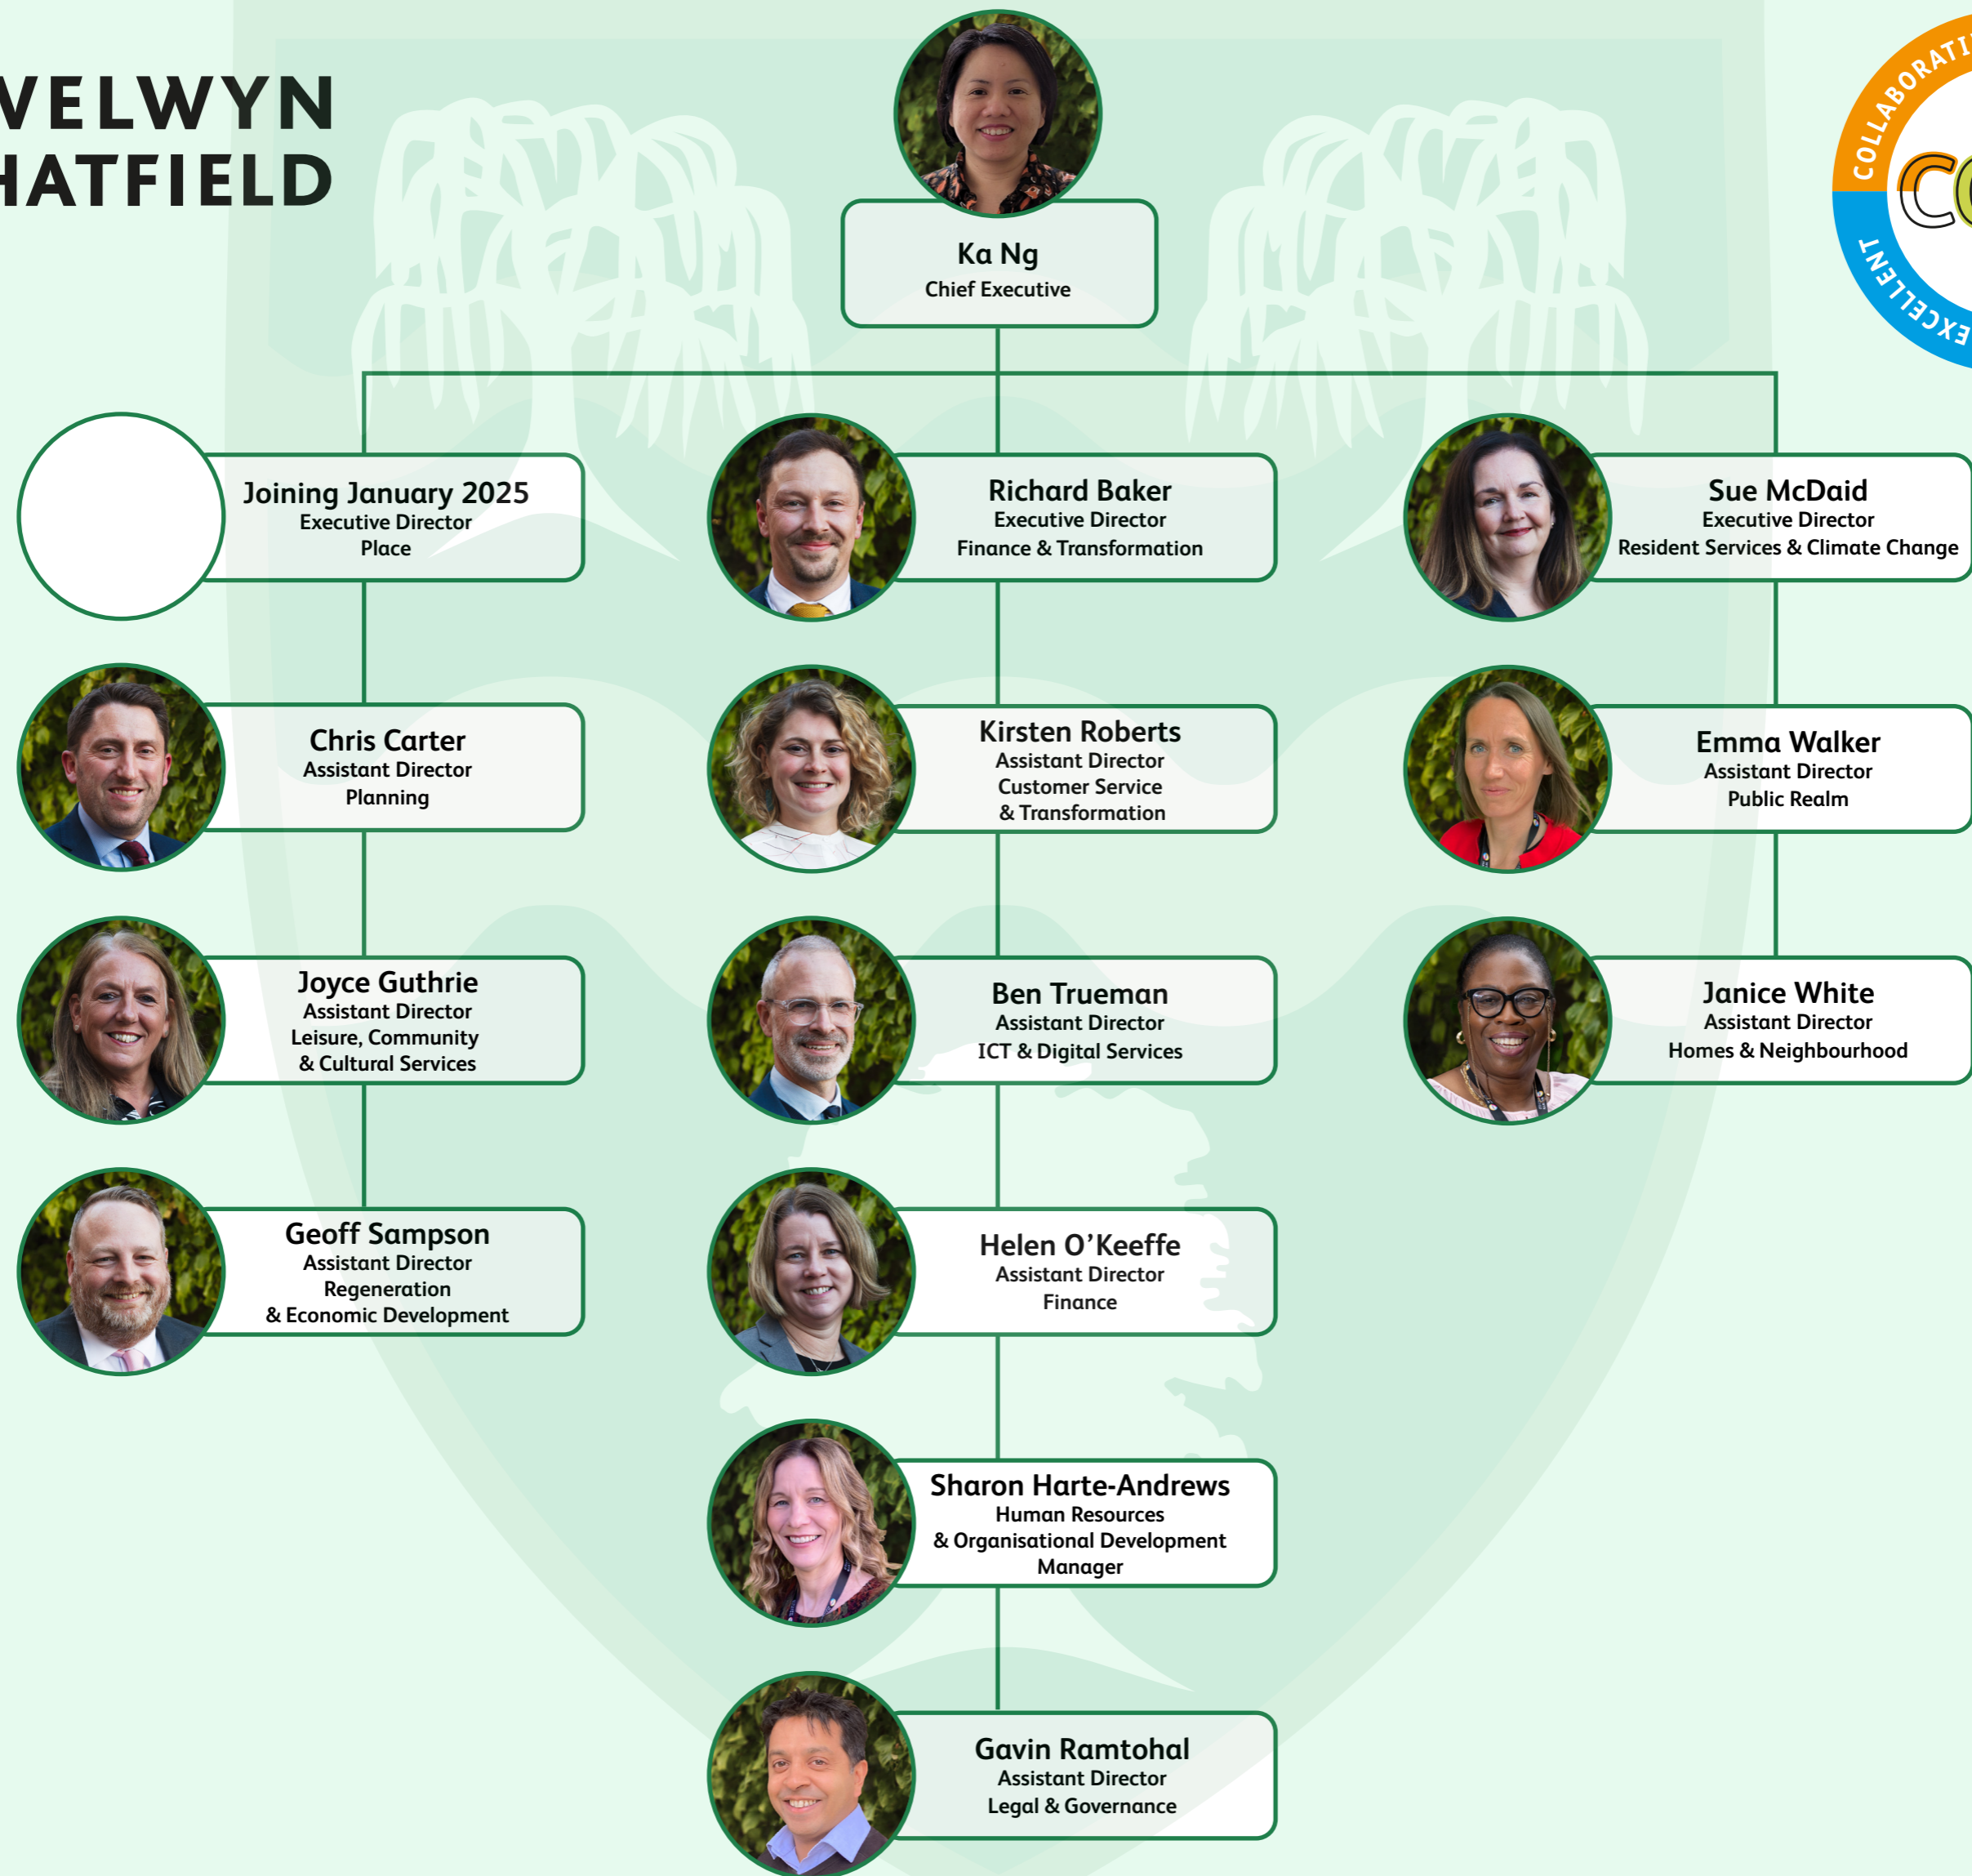 WELWYN
HATFIELD
COLLABORATI
EXCELLENT
Ka Ng
Chief Executive
Joining January 2025
Executive Director
Place
Richard Baker
Executive Director
Finance & Transformation
Sue McDaid
Executive Director
Resident Services & Climate Change
Chris Carter
Assistant Director
Planning
Kirsten Roberts
Assistant Director
Customer Service
& Transformation
Emma Walker
Assistant Director
Public Realm
Joyce Guthrie
Assistant Director
Leisure, Community
& Cultural Services
Ben Trueman
Assistant Director
ICT & Digital Services
Janice White
Assistant Director
Homes & Neighbourhood
Geoff Sampson
Assistant Director
Regeneration
& Economic Development
Helen O’Keeffe
Assistant Director
Finance
Sharon Harte-Andrews
Human Resources
& Organisational Development
Manager
Gavin Ramtohal
Assistant Director
Legal & Governance